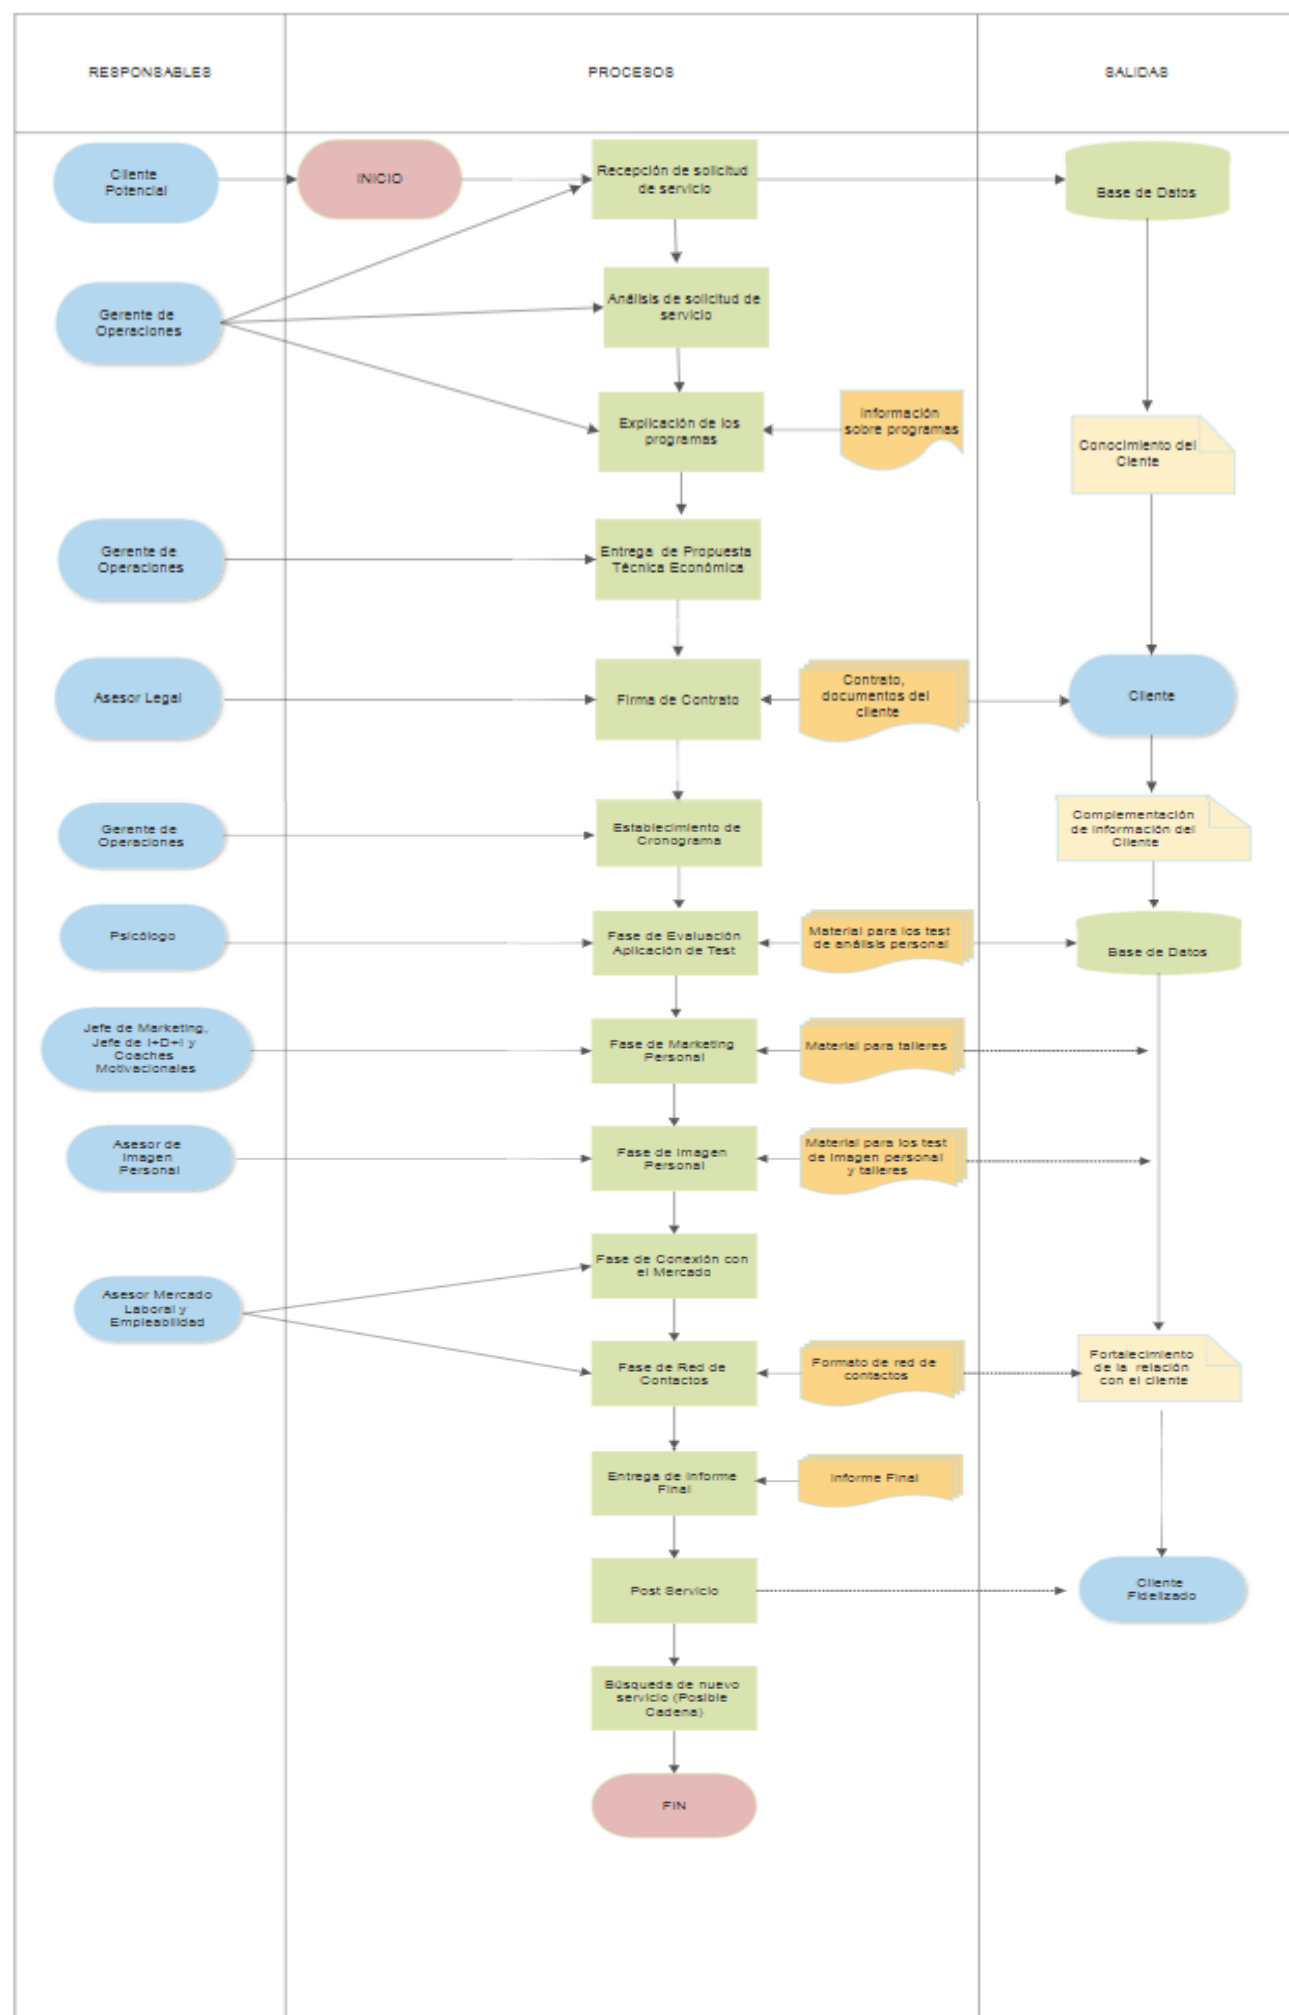 RESPONSABLES
PROCESOS
SALIDAS
Cliente
Potencial
INICIO
Recepción de solicitud
de servicio
Base de Datos
Gerente de
Operaciones
Análisis de solicitud de
servicio
Explicación de los
programas
Información
sobre programas
Conocimiento del
Ciente
Gerente de
Operaciones
Entrega de Propuesta
Técnica Económica
Asesor Legal
Firma de Contrato
Contrato,
documentos del
cliente
Cliente
Gerente de
Operaciones
Establecimiento de
Cronograma
Complementación
de información del
Cliente
Psicólogo
Fase de Evaluación
Aplicación de Test
Material para los test
de análisis personal
Base de Datos
Jefe de Marketing,
Jefe de I+D+I y
Coaches
Motivacionales
Fase de Marketing
Personal
Material para talleres
Asesor de
Imagen
Personal
Fase de Imagen
Personal
Material para los test
de imagen personal
y talleres
Fase de Conexión con
el Mercado
Asesor Mercado
Laboral y
Empleabilidad
Fase de Red de
Contactos
Formato de red de
contactos
Fortalecimiento
de la relación
con el cliente
Entrega de Informe
Final
Informe Final
Post Servicio
Cliente
Fidelizado
Búsqueda de nuevo
servicio (Posible
Cadena)
FIN